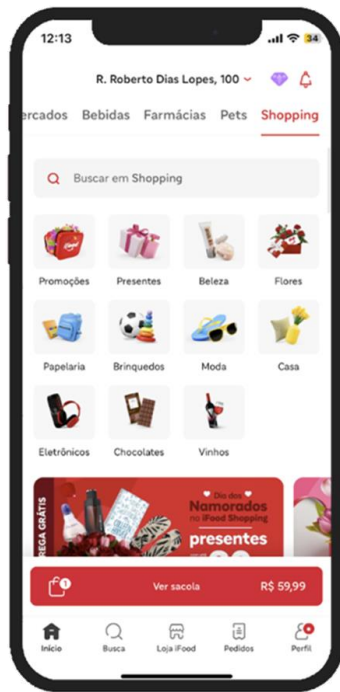 12:13
34
R. Roberto Dias Lopes, 100
ercados Bebidas Farmácias Pets Shopping
Buscar em Shopping
Promoções Presentes Beleza Flores
Papelaria Brinquedos Moda Casa
Eletrônicos Chocolates Vinhos
REGA GRÁTIS
Dia dos
Namorados
no iFood Shopping
presentes
1 Ver sacola R$ 59,99
Início Busca Loja iFood Pedidos Perfil